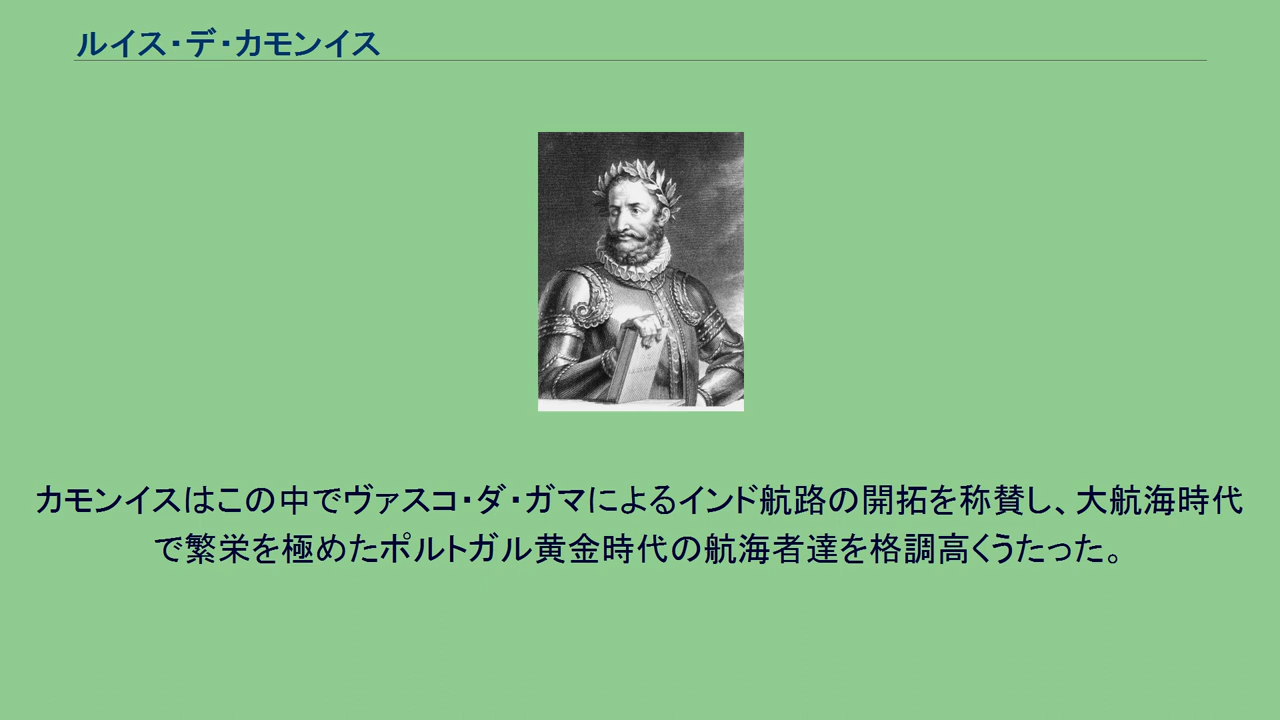 ルイス・デ・カモンイス
カモンイスはこの中でヴァスコ・ダ・ガマによるインド航路の開拓を称賛し、大航海時代
で繁栄を極めたポルトガル黄金時代の航海者達を格調高くうたった。